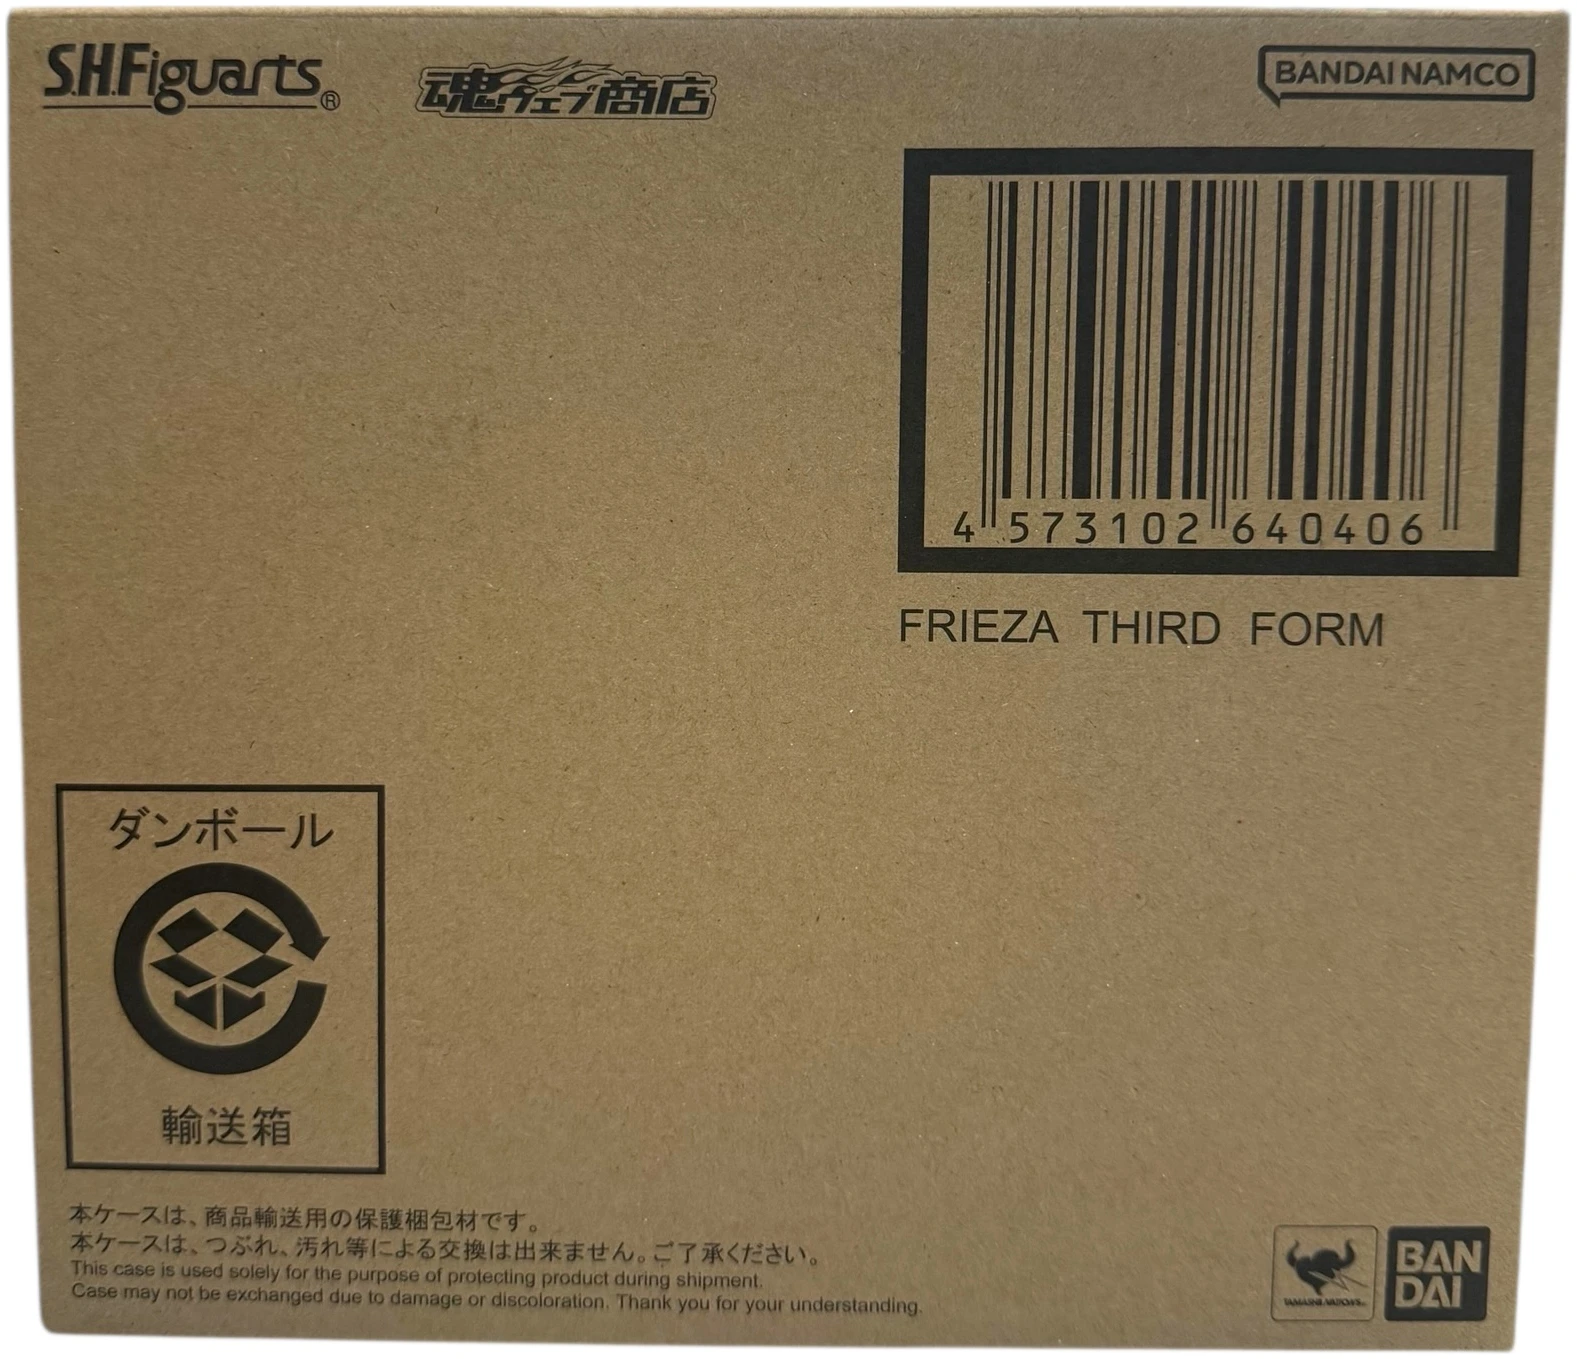 S.H.Figuarts®
魂ウェブ商店
BANDAI NAMCO
4 573102 640406
FRIEZA THIRD FORM
ダンボール
輸送箱
本ケースは、商品輸送用の保護梱包材です。
本ケースは、つぶれ、汚れ等による交換は出来ません。ご了承ください。
This case is used solely for the purpose of protecting product during shipment.
Case may not be exchanged due to damage or discoloration. Thank you for your understanding.
TAMASHII NATIONS
BAN
DAI